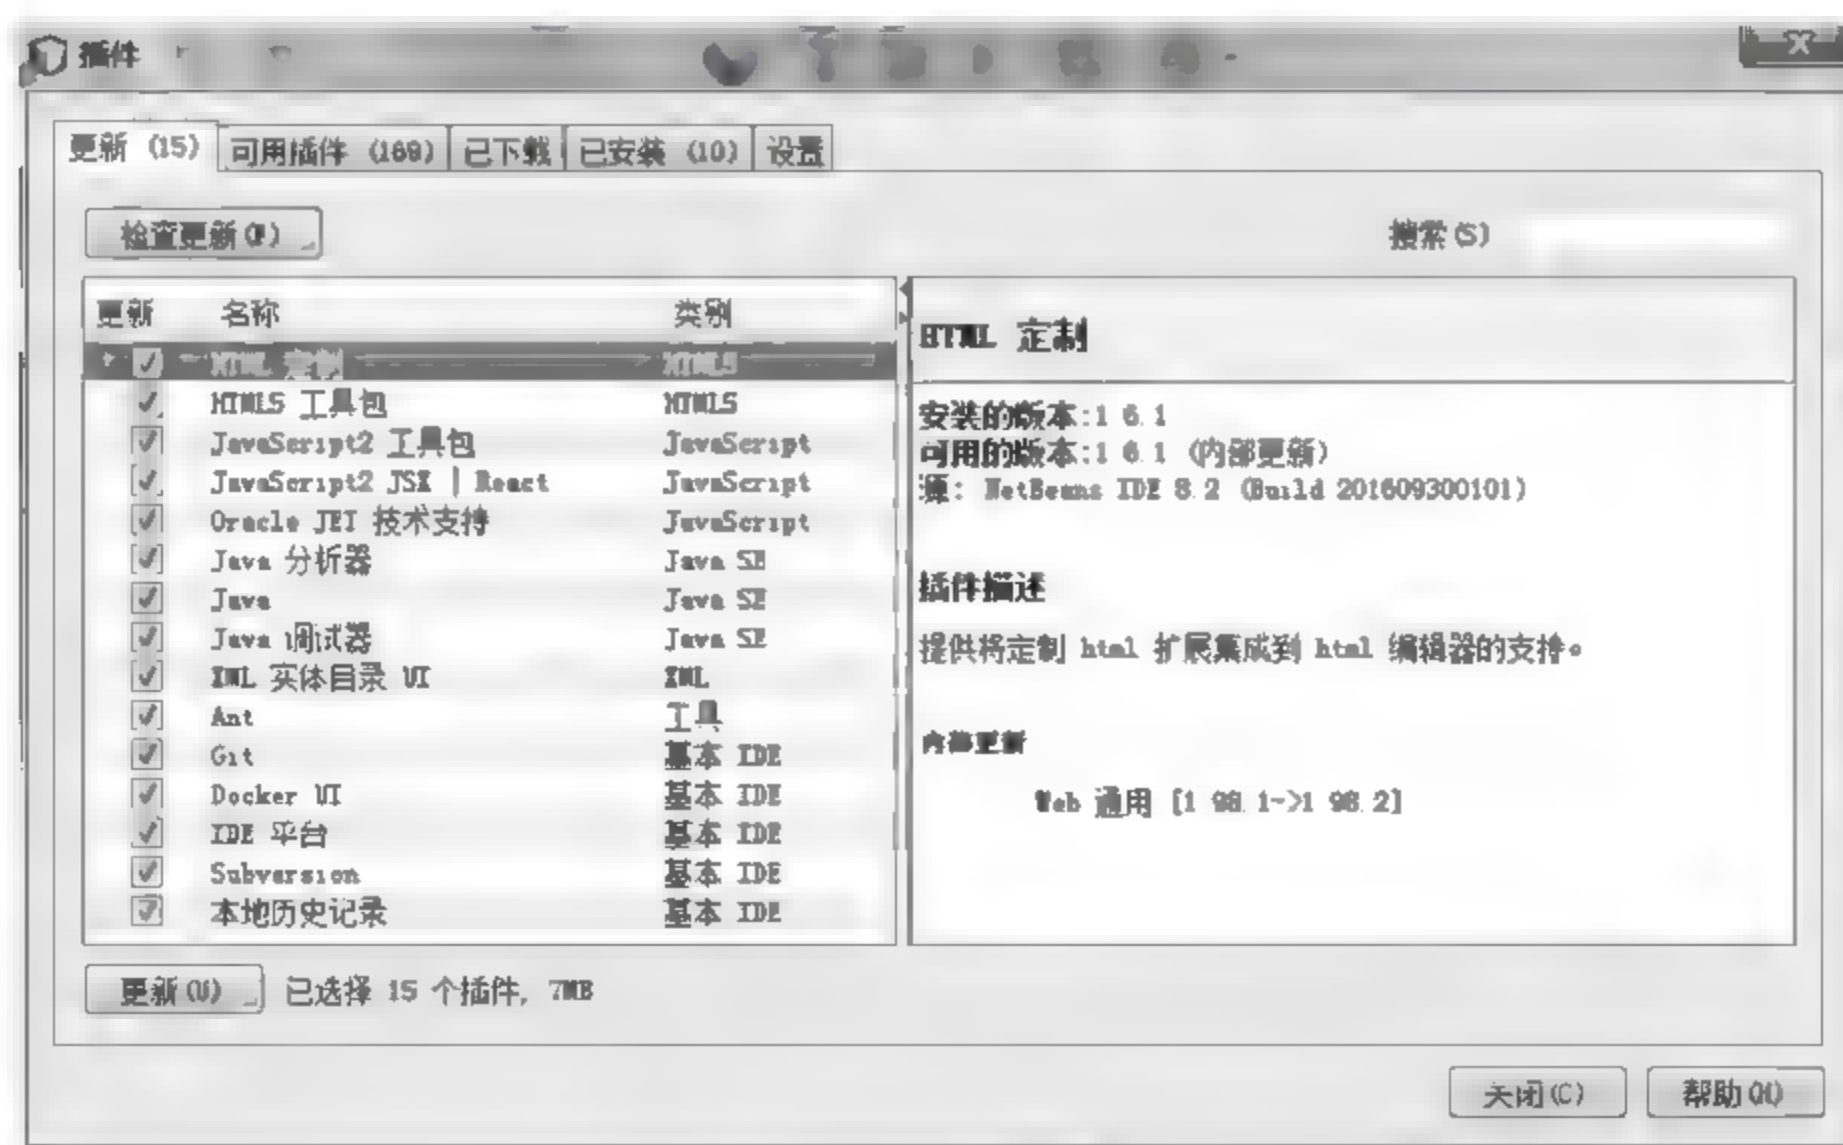 插件
更新 (15) 可用插件 (169) 已下载 已安装 (10) 设置
检查更新 搜索(S)
更新 名称 类别
HTML 定制 HTML5
HTML5 工具包 HTML5
JavaScript2 工具包 JavaScript
JavaScript2 JSX | React JavaScript
Oracle JET 技术支持 JavaScript
Java 分析器 Java SE
Java Java SE
Java 调试器 Java SE
XML 实体目录 UI XML
Ant 工具
Git 基本 IDE
Docker UI 基本 IDE
IDE 平台 基本 IDE
Subversion 基本 IDE
本地历史记录 基本 IDE
HTML 定制
安装的版本:1.6.1
可用的版本:1.6.1 (内部更新)
源: NetBeans IDE 8.2 (Build 201609300101)
插件描述
提供将定制 html 扩展集成到 html 编辑器的支持。
内部更新
Web 通用 [1.98.1->1.98.2]
更新(U) 已选择 15 个插件, 7MB
关闭(C) 帮助(H)